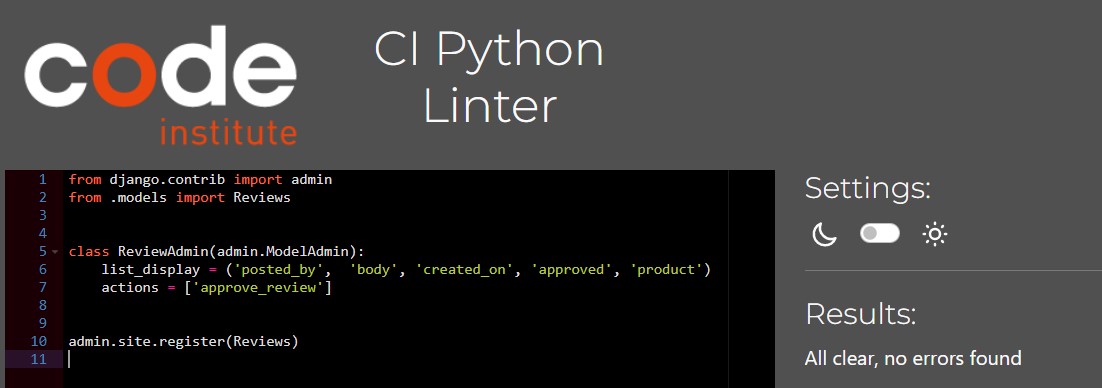 code
institute
CI Python
Linter
1 from django.contrib import admin
2 from .models import Reviews
3
4
5 class ReviewAdmin(admin.ModelAdmin):
6     list_display = ('posted_by',  'body', 'created_on', 'approved', 'product')
7     actions = ['approve_review']
8
9
10 admin.site.register(Reviews)
11
Settings:
Results:
All clear, no errors found